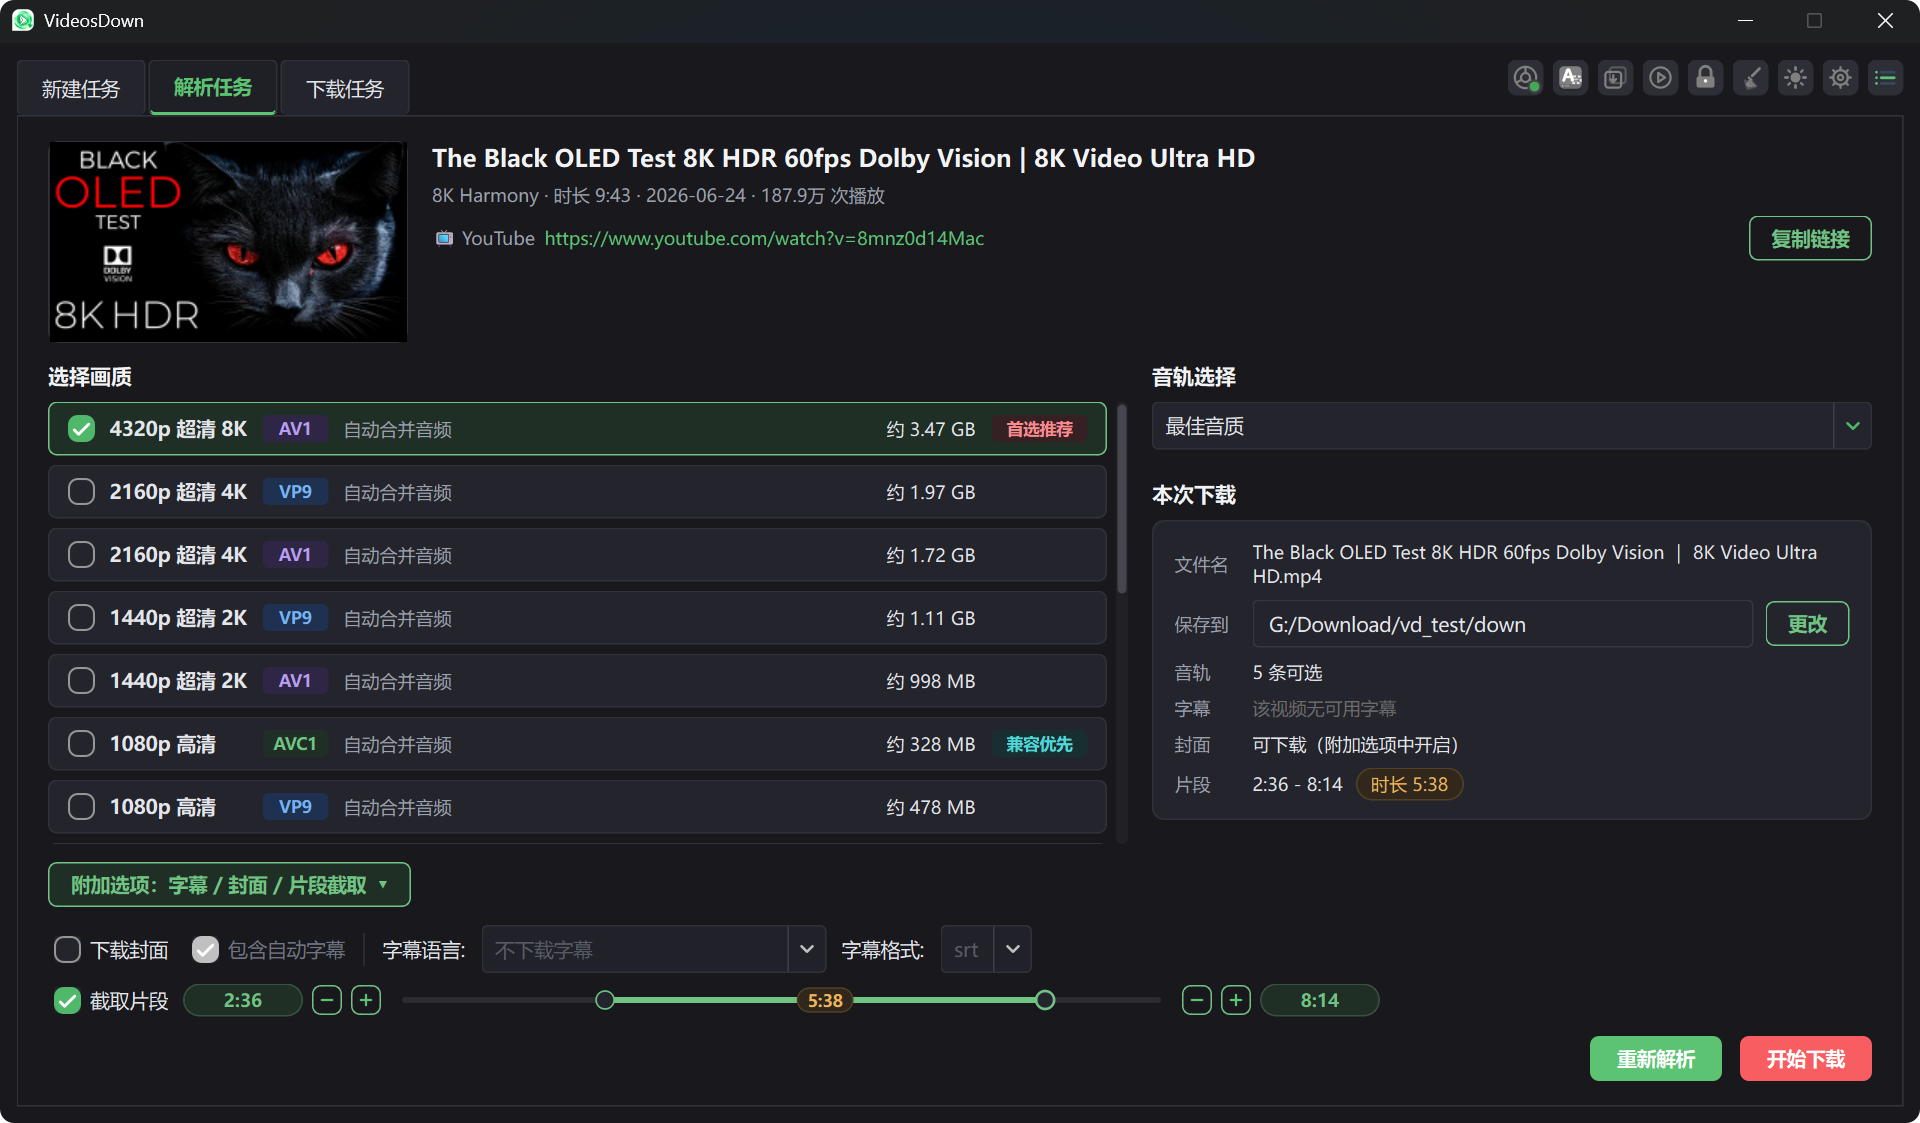 VideosDown
新建任务
解析任务
下载任务
BLACK
OLED
TEST
DOLBY
VISION
8K HDR
The Black OLED Test 8K HDR 60fps Dolby Vision | 8K Video Ultra HD
8K Harmony · 时长 9:43 · 2026-06-24 · 187.9万 次播放
YouTube https://www.youtube.com/watch?v=8mnz0d14Mac
复制链接
选择画质
4320p 超清 8K AV1 自动合并音频 约 3.47 GB 首选推荐
2160p 超清 4K VP9 自动合并音频 约 1.97 GB
2160p 超清 4K AV1 自动合并音频 约 1.72 GB
1440p 超清 2K VP9 自动合并音频 约 1.11 GB
1440p 超清 2K AV1 自动合并音频 约 998 MB
1080p 高清 AVC1 自动合并音频 约 328 MB 兼容优先
1080p 高清 VP9 自动合并音频 约 478 MB
音轨选择
最佳音质
本次下载
文件名 The Black OLED Test 8K HDR 60fps Dolby Vision | 8K Video Ultra
HD.mp4
保存到 G:/Download/vd_test/down 更改
音轨 5 条可选
字幕 该视频无可用字幕
封面 可下载（附加选项中开启）
片段 2:36 - 8:14 时长 5:38
附加选项：字幕 / 封面 / 片段截取 ▼
下载封面 包含自动字幕 字幕语言: 不下载字幕 字幕格式: srt
截取片段 2:36 − + 5:38 − + 8:14
重新解析 开始下载